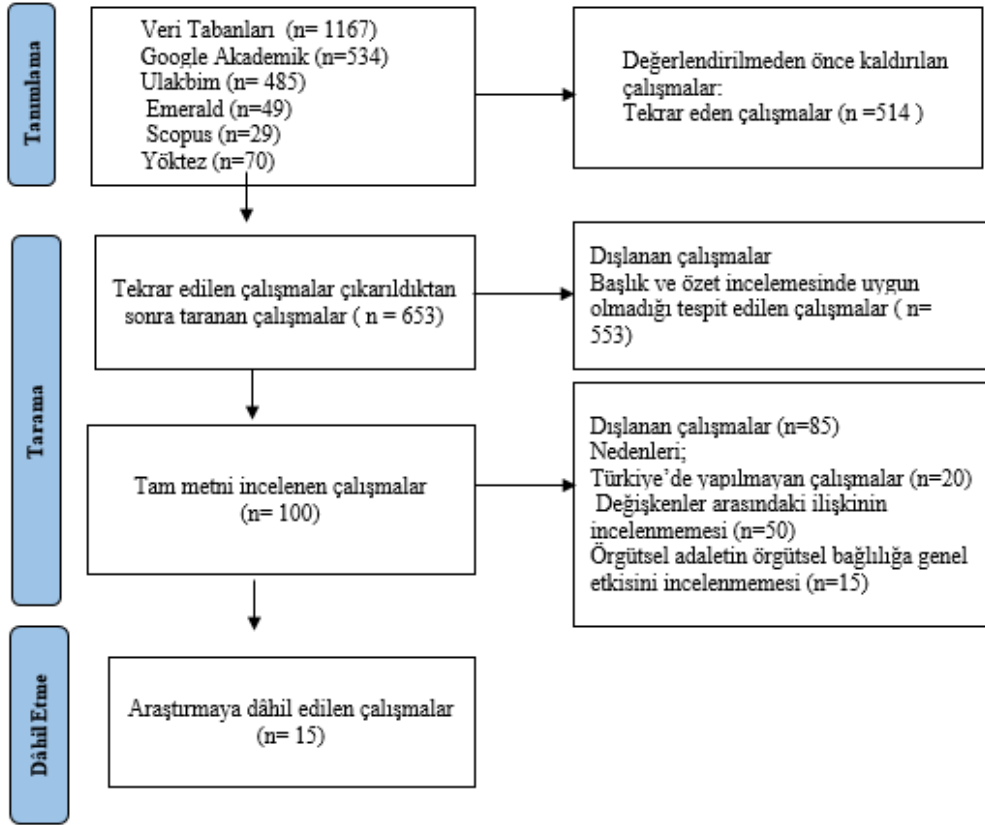 Tanımlama
Veri Tabanları (n= 1167)
Google Akademik (n=534)
Ulakbim (n= 485)
Emerald (n=49)
Scopus (n=29)
Yöktez (n=70)
Değerlendirilmeden önce kaldırılan
çalışmalar:
Tekrar eden çalışmalar (n =514 )
Tarama
Tekrar edilen çalışmalar çıkarıldıktan
sonra taranan çalışmalar ( n = 653)
Dışlanan çalışmalar
Başlık ve özet incelemesinde uygun
olmadığı tespit edilen çalışmalar ( n=
553)
Tam metni incelenen çalışmalar
(n= 100)
Dışlanan çalışmalar (n=85)
Nedenleri;
Türkiye’de yapılmayan çalışmalar (n=20)
Değişkenler arasındaki ilişkinin
incelenmemesi (n=50)
Örgütsel adaletin örgütsel bağlılığa genel
etkisini incelenmemesi (n=15)
Dâhil Etme
Araştırmaya dâhil edilen çalışmalar
(n= 15)